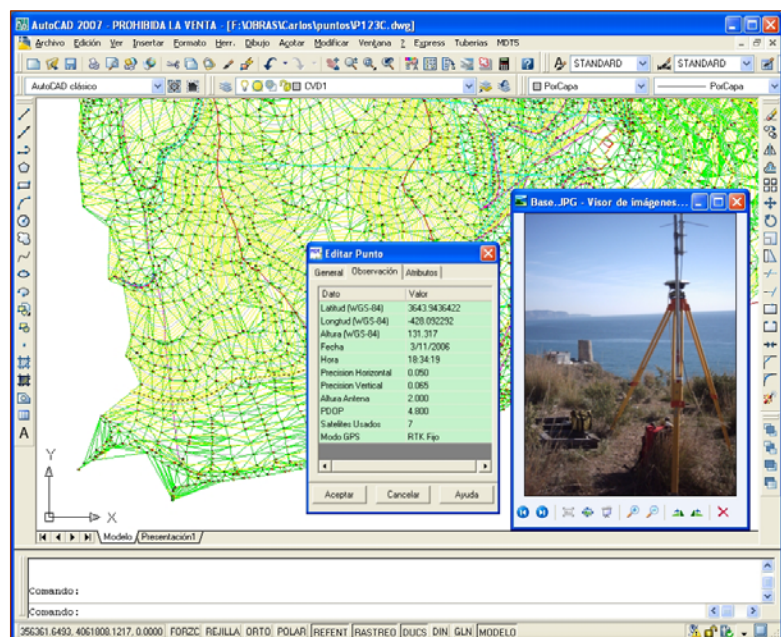 AutoCAD 2007 - PROHIBIDA LA VENTA - [F:\OBRAS\Carlos\puntos\P123C.dwg]
Archivo Edición Ver Insertar Formato Herr. Dibujo Acotar Modificar Ventana ? Express Tuberias MDT5
STANDARD STANDARD
AutoCAD clásico CVD1 PorCapa PorCapa
Base.JPG - Visor de imágenes...
Editar Punto
General Observación Atributos
Dato Valor
Latitud (WGS-84) 3643.9436422
Longtud (WGS-84) -428.092292
Altura (WGS-84) 131.317
Fecha 3/11/2006
Hora 18:34:19
Precision Horizontal 0.050
Precision Vertical 0.065
Altura Antena 2.000
PDOP 4.800
Satelites Usados 7
Modo GPS RTK Fijo
Aceptar Cancelar Ayuda
A
Y
X
Modelo Presentación1
Comando:
Comando:
356361.6493, 4061808.1217, 0.0000 FORZC REJILLA ORTO POLAR REFENT RASTREO DUCS DIN GLN MODELO